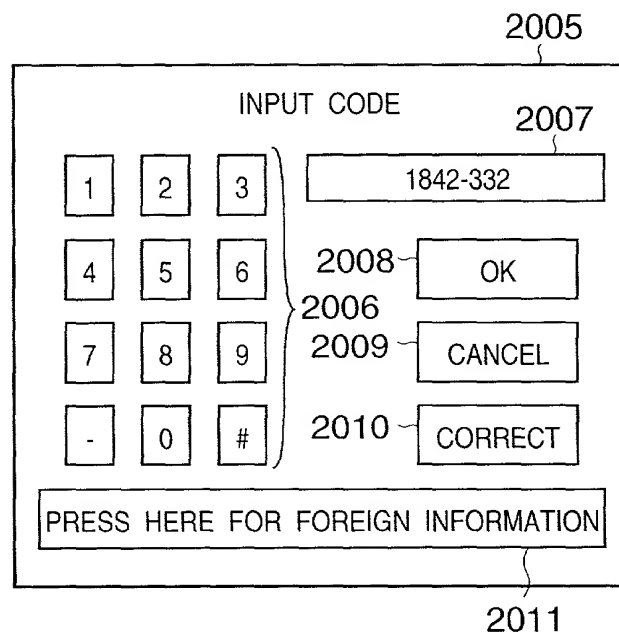 2005
INPUT CODE
2007
1 2 3
1842-332
4 5 6
2008
OK
2006
7 8 9
2009
CANCEL
- 0 #
2010
CORRECT
PRESS HERE FOR FOREIGN INFORMATION
2011